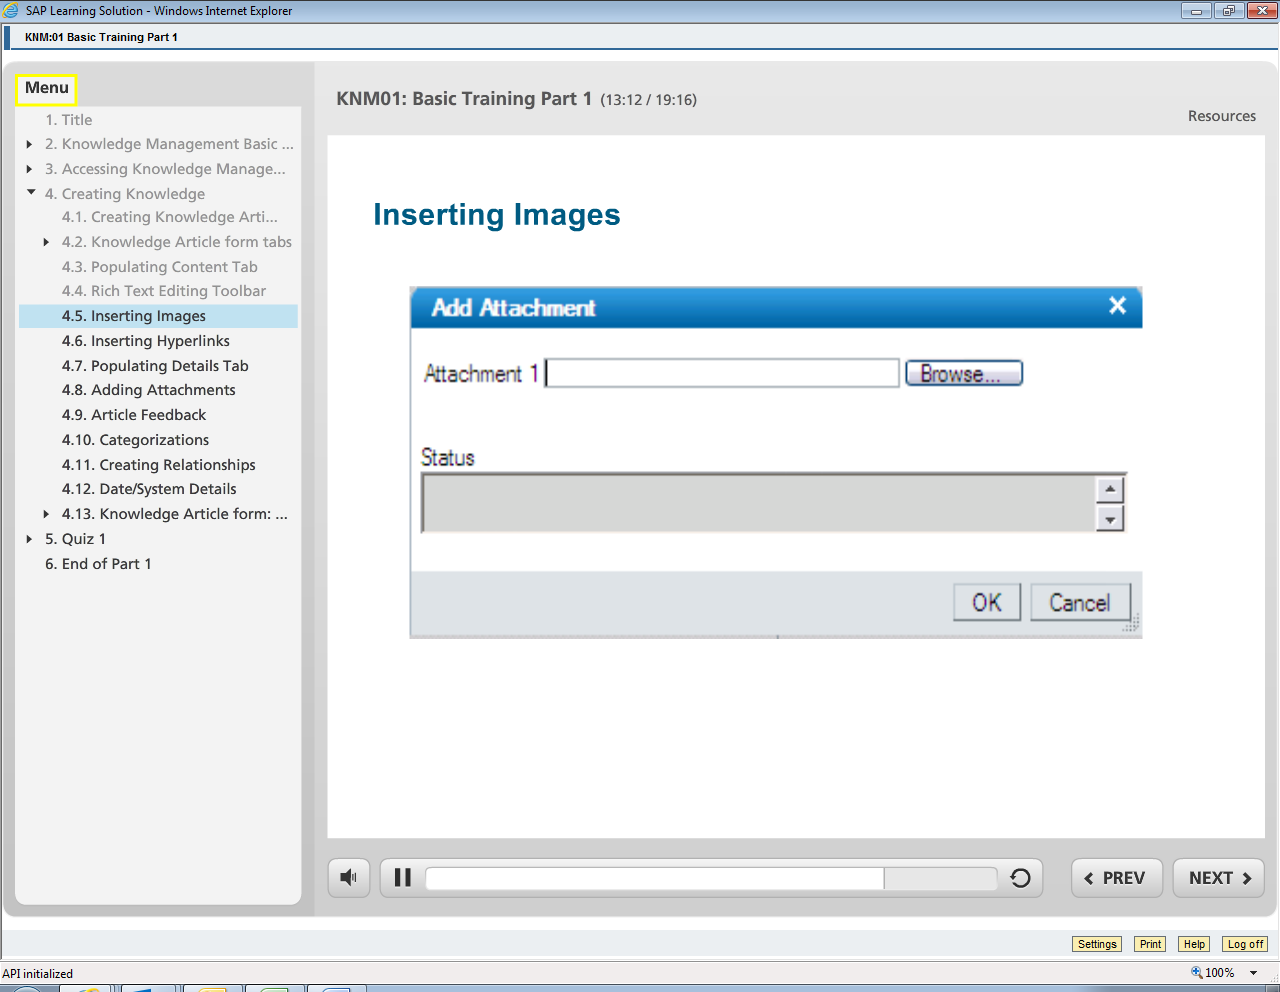 SAP Learning Solution - Windows Internet Explorer
KNM:01 Basic Training Part 1
Menu
1. Title
2. Knowledge Management Basic ...
3. Accessing Knowledge Manage...
4. Creating Knowledge
4.1. Creating Knowledge Arti...
4.2. Knowledge Article form tabs
4.3. Populating Content Tab
4.4. Rich Text Editing Toolbar
4.5. Inserting Images
4.6. Inserting Hyperlinks
4.7. Populating Details Tab
4.8. Adding Attachments
4.9. Article Feedback
4.10. Categorizations
4.11. Creating Relationships
4.12. Date/System Details
4.13. Knowledge Article form: ...
5. Quiz 1
6. End of Part 1
KNM01: Basic Training Part 1 (13:12 / 19:16)
Resources
Inserting Images
Add Attachment
Attachment 1 Browse...
Status
OK Cancel
PREV NEXT
Settings Print Help Log off
API initialized 100%